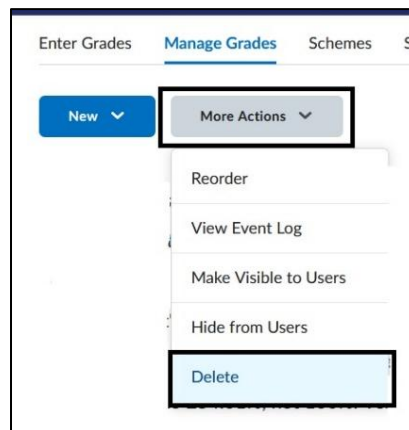 Enter Grades Manage Grades Schemes
New More Actions
Reorder
View Event Log
Make Visible to Users
Hide from Users
Delete